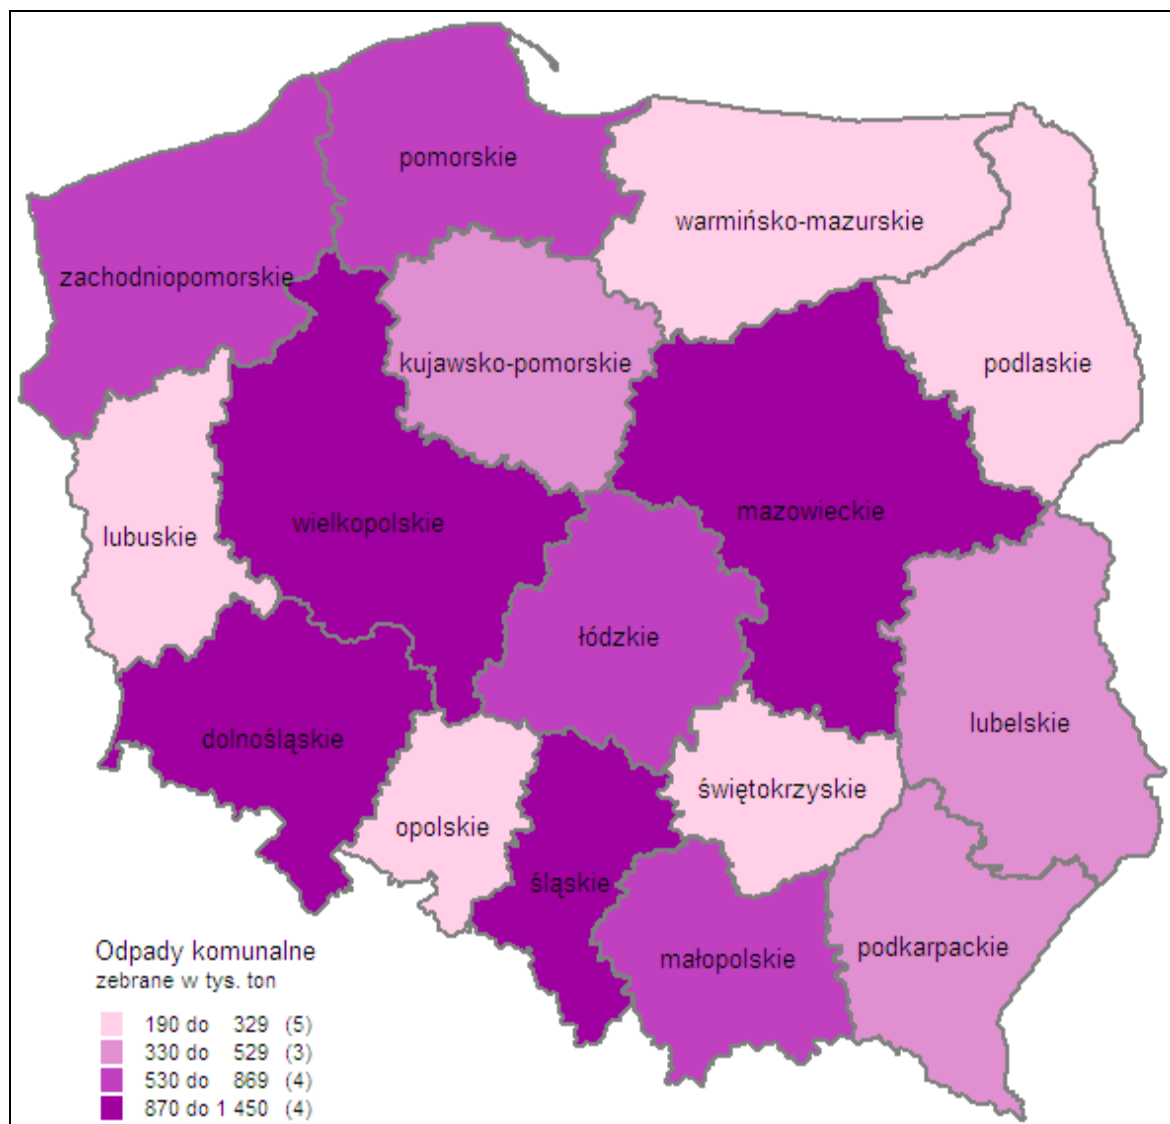 pomorskie
warmińsko-mazurskie
zachodniopomorskie
kujawsko-pomorskie
podlaskie
mazowieckie
wielkopolskie
lubuskie
łódzkie
lubelskie
dolnośląskie
świętokrzyskie
opolskie
śląskie
podkarpackie
małopolskie
Odpady komunalne
zebrane w tys. ton
190 do 329 (5)
330 do 529 (3)
530 do 869 (4)
870 do 1 450 (4)